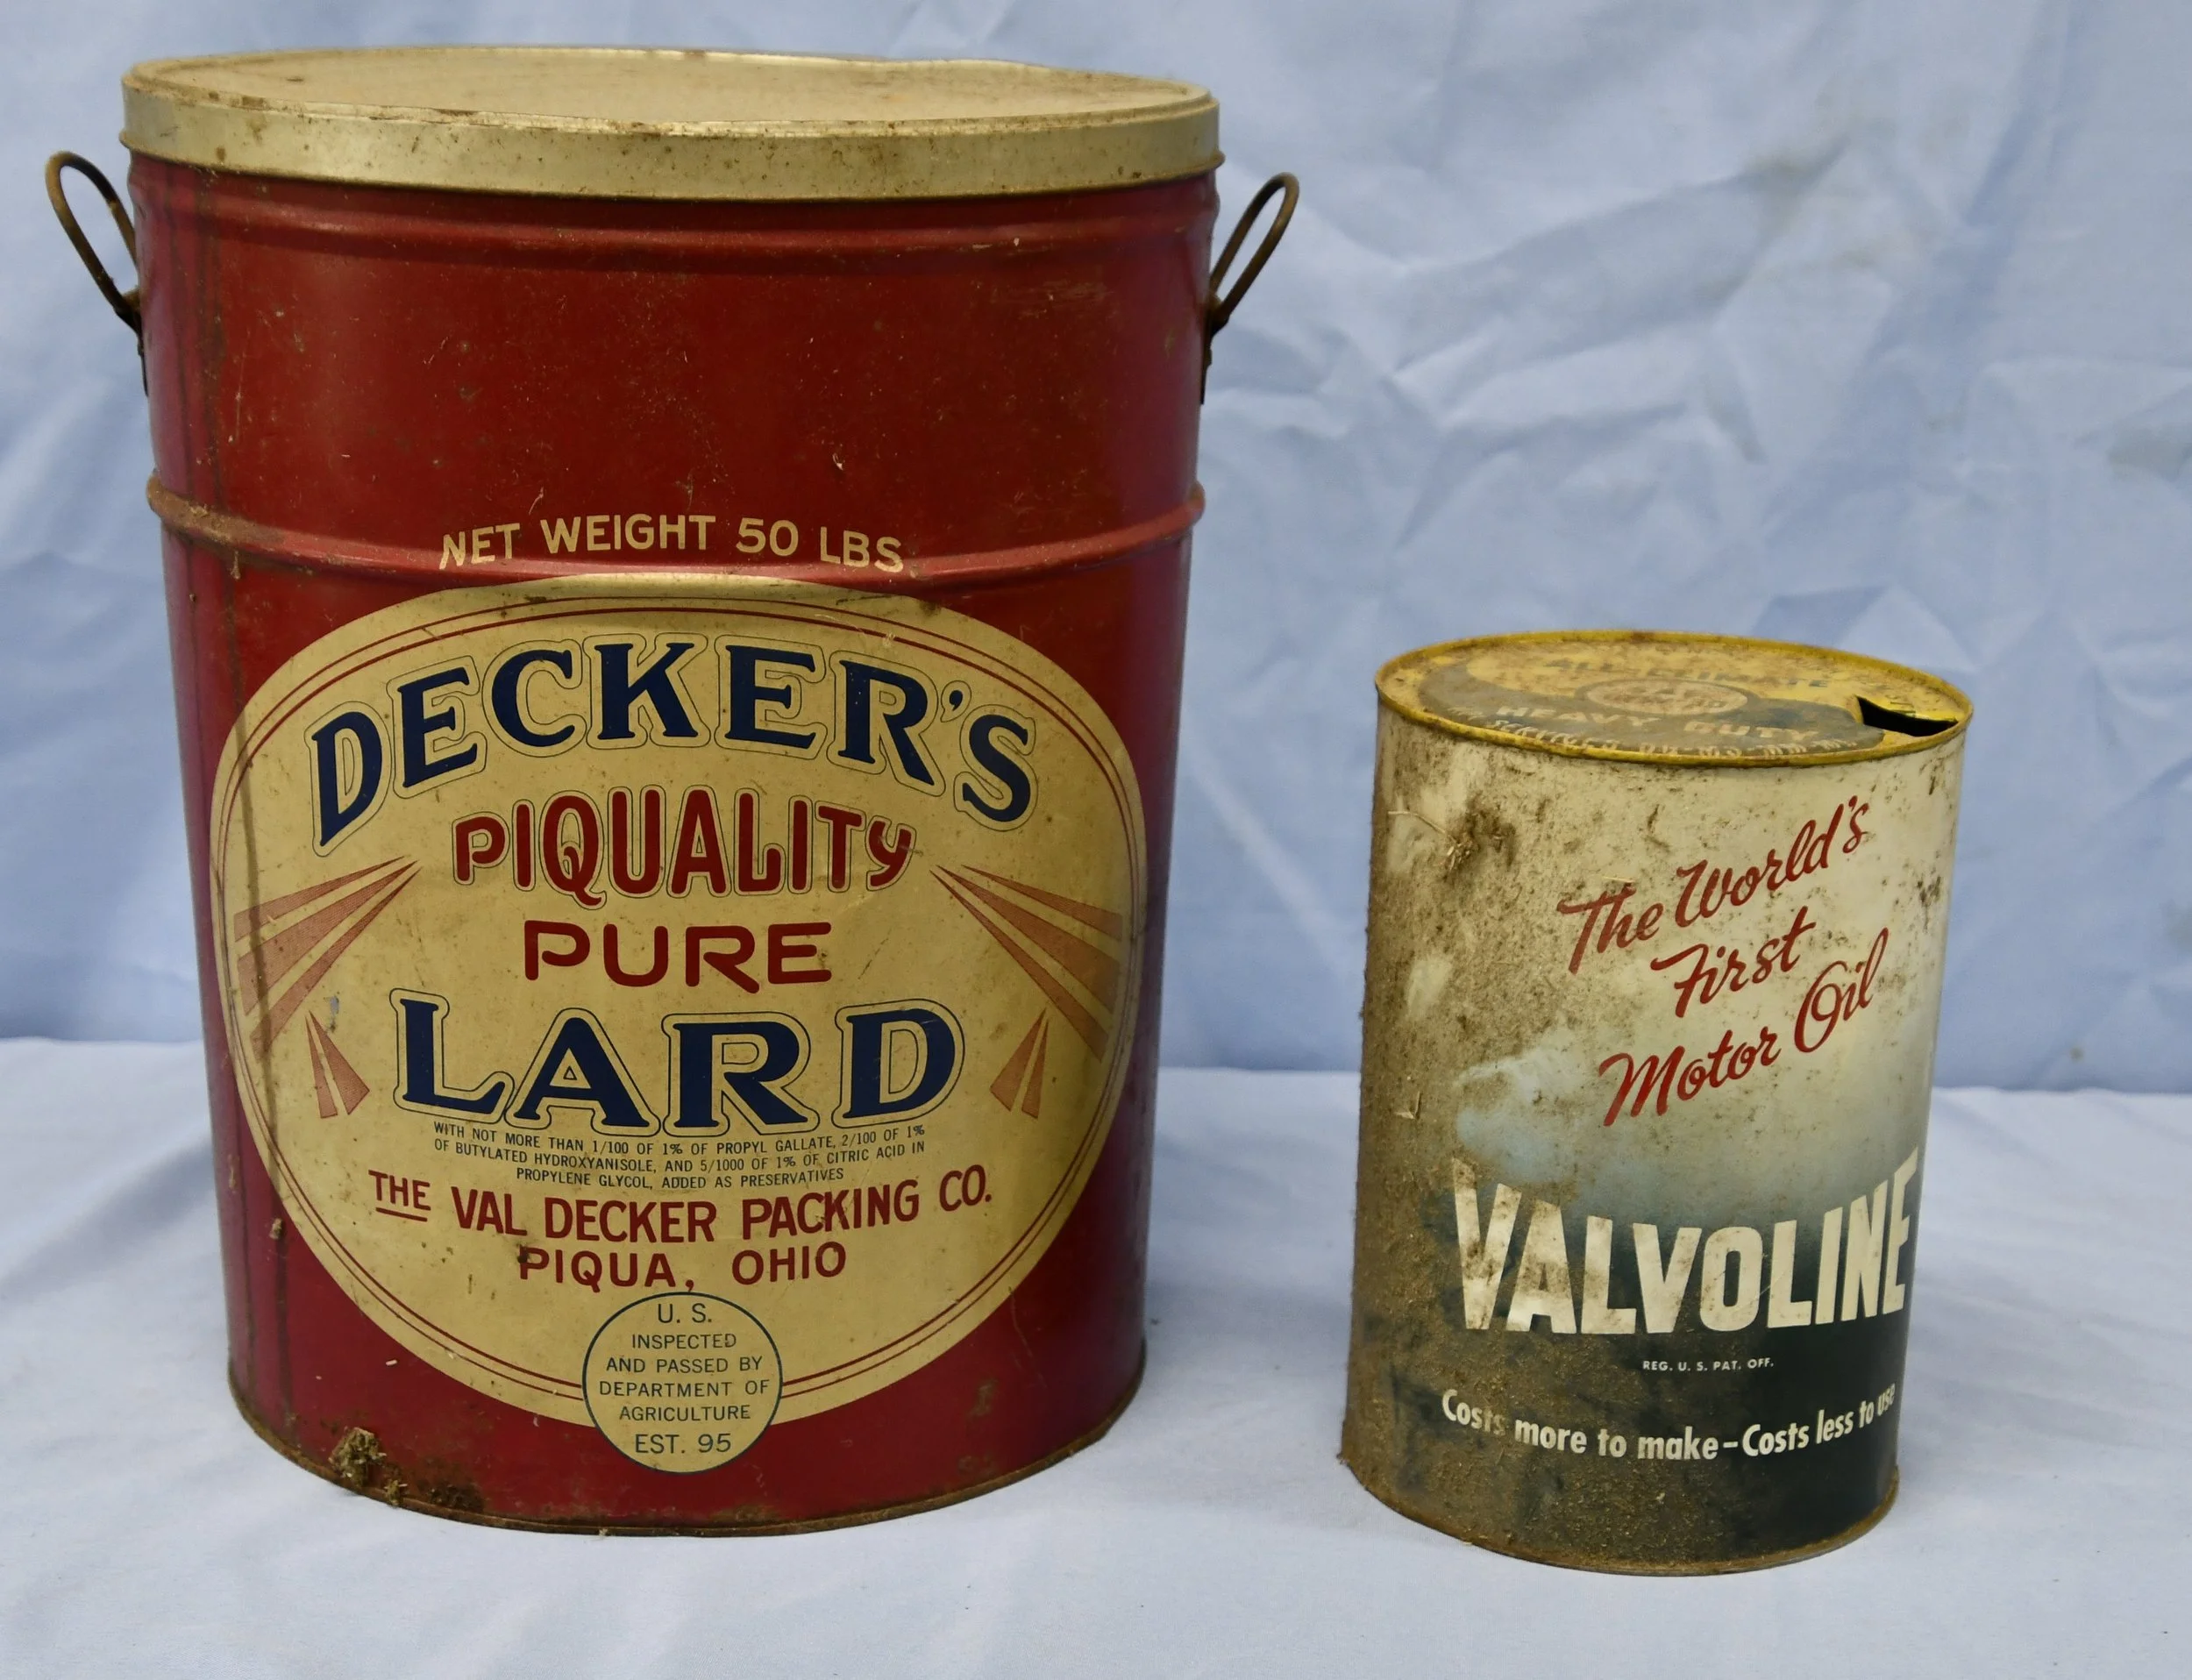 NET WEIGHT 50 LBS.
DECKER'S
PIQUALITY
PURE
LARD
WITH NOT MORE THAN 1/100 OF 1% OF PROPYL GALLATE, 2/100 OF 1%
OF BUTYLATED HYDROXYANISOLE, AND 5/1000 OF 1% OF CITRIC ACID IN
PROPYLENE GLYCOL, ADDED AS PRESERVATIVES
THE VAL DECKER PACKING CO.
PIQUA, OHIO
U. S.
INSPECTED
AND PASSED BY
DEPARTMENT OF
AGRICULTURE
EST. 95
ALL-CLIMATE
HEAVY DUTY
The World's
First
Motor Oil
VALVOLINE
REG. U. S. PAT. OFF.
Costs more to make-Costs less to use